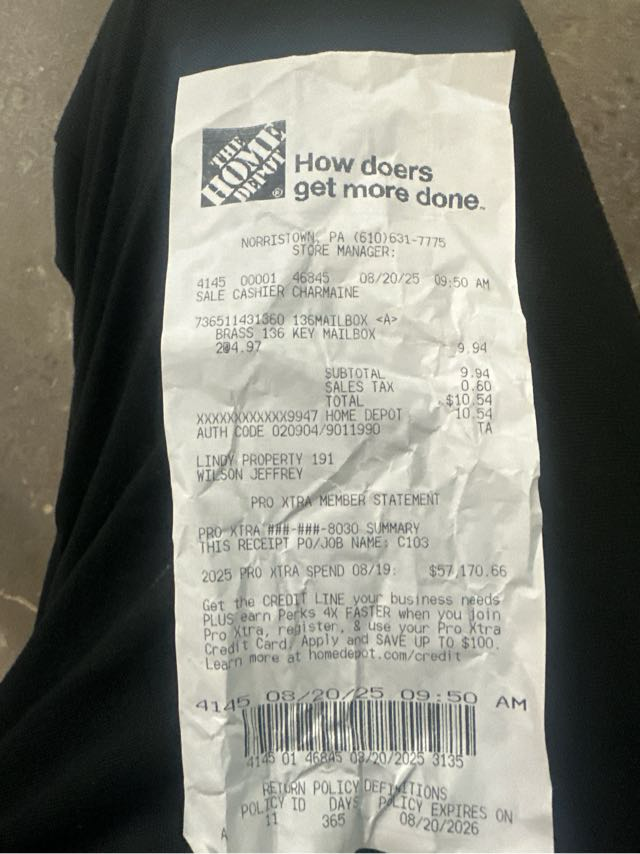 THE HOME DEPOT ®
How doers
get more done™
NORRISTOWN, PA (610)631-7775
STORE MANAGER:
4145 00001 46845 08/20/25 09:50 AM
SALE CASHIER CHARMAINE
736511431360 136MAILBOX <A>
BRASS 136 KEY MAILBOX
2@4.97 9.94
SUBTOTAL 9.94
SALES TAX 0.60
TOTAL $10.54
XXXXXXXXXXXX9947 HOME DEPOT 10.54
AUTH CODE 020904/9011990 TA
LINDY PROPERTY 191
WILSON JEFFREY
PRO XTRA MEMBER STATEMENT
PRO XTRA ###-###-8030 SUMMARY
THIS RECEIPT PO/JOB NAME: C103
2025 PRO XTRA SPEND 08/19: $57,170.66
Get the CREDIT LINE your business needs
PLUS earn Perks 4X FASTER when you join
Pro Xtra, register, & use your Pro Xtra
Credit Card. Apply and SAVE UP TO $100.
Learn more at homedepot.com/credit
4145 08/20/25 09:50 AM
4145 01 46845 08/20/2025 3135
RETURN POLICY DEFINITIONS
POLICY ID DAYS POLICY EXPIRES ON
A 11 365 08/20/2026